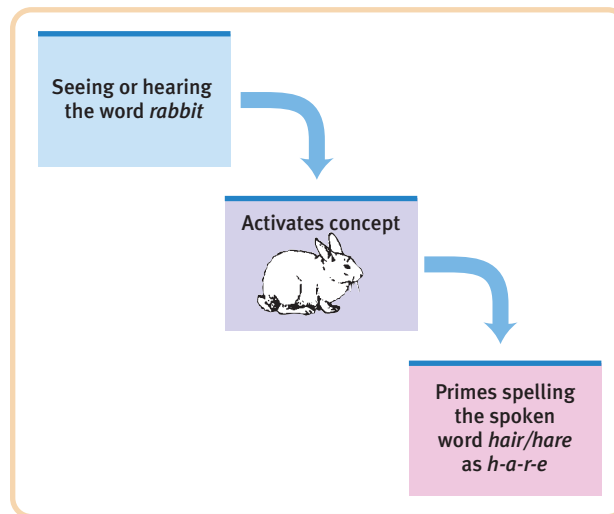 Seeing or hearing
the word rabbit
Activates concept
Primes spelling
the spoken
word hair/hare
as h-a-r-e